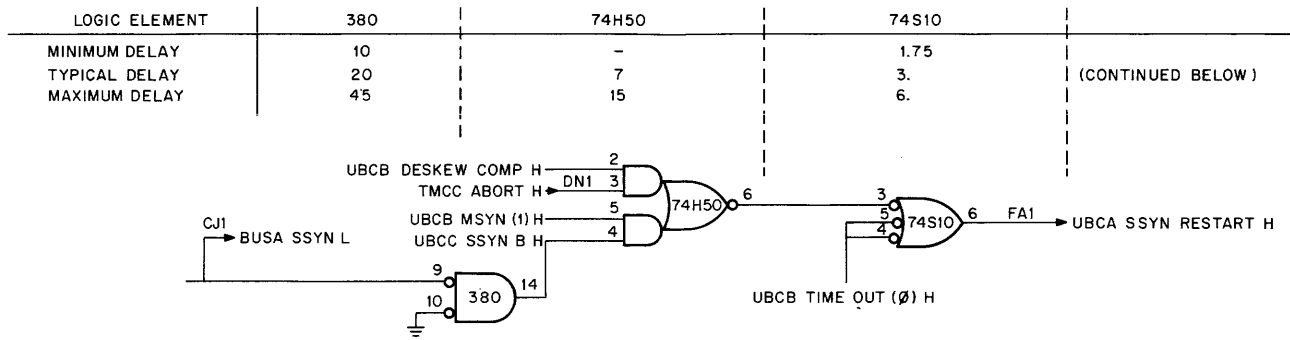 LOGIC ELEMENT 380 74H50 74S10
MINIMUM DELAY 10 – 1.75
TYPICAL DELAY 20 7 3. (CONTINUED BELOW)
MAXIMUM DELAY 45 15 6.
UBCB DESKEW COMP H 2
TMCC ABORT H DN1 3
74H50 6
3
5 74S10 6 FA1 UBCA SSYN RESTART H
4
UBCB MSYN (1) H 5
UBCC SSYN B H 4
CJ1
BUSA SSYN L
9
10 380 14
UBCB TIME OUT (Ø) H